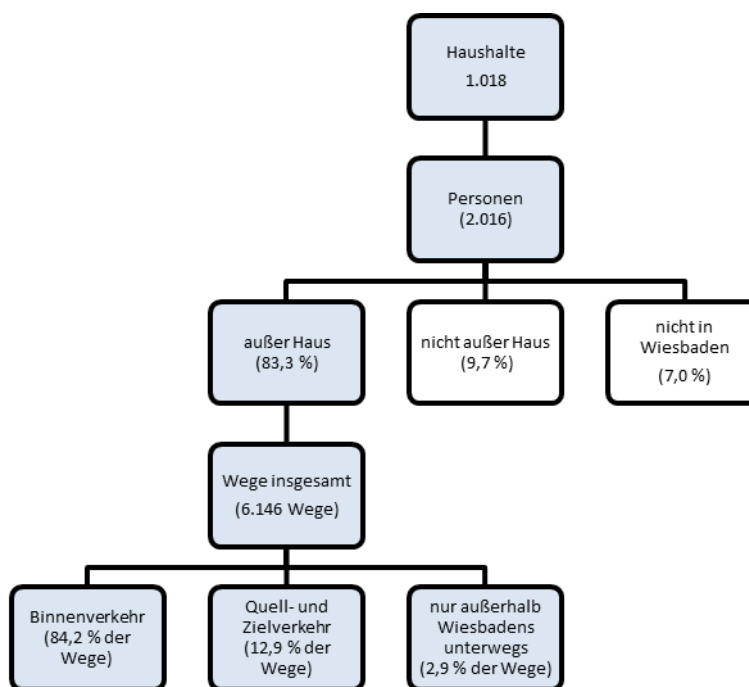 Haushalte
1.018
Personen
(2.016)
außer Haus
(83,3 %)
nicht außer Haus
(9,7 %)
nicht in
Wiesbaden
(7,0 %)
Wege insgesamt
(6.146 Wege)
Binnenverkehr
(84,2 % der
Wege)
Quell- und
Zielverkehr
(12,9 % der
Wege)
nur außerhalb
Wiesbadens
unterwegs
(2,9 % der Wege)